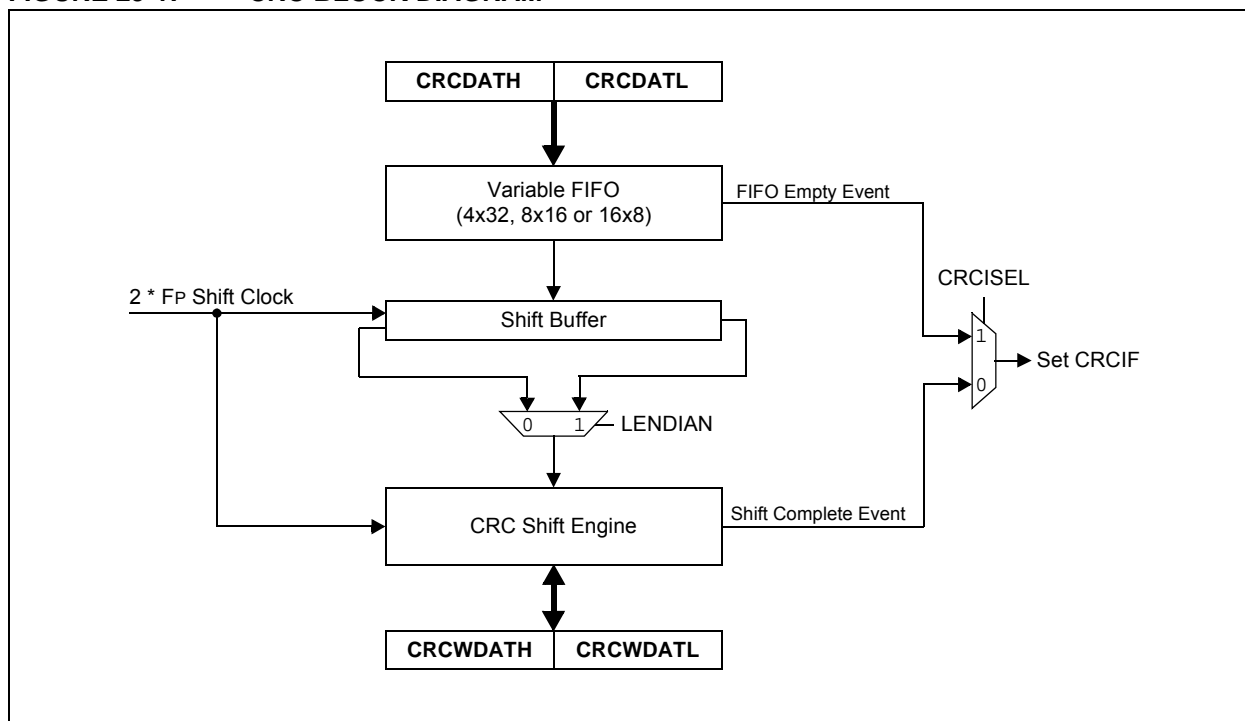 CRCDATH CRCDATL
Variable FIFO
(4x32, 8x16 or 16x8)
FIFO Empty Event
CRCISEL
2 * FP Shift Clock
Shift Buffer
1
Set CRCIF
0
0 1
LENDIAN
CRC Shift Engine
Shift Complete Event
CRCWDATH CRCWDATL